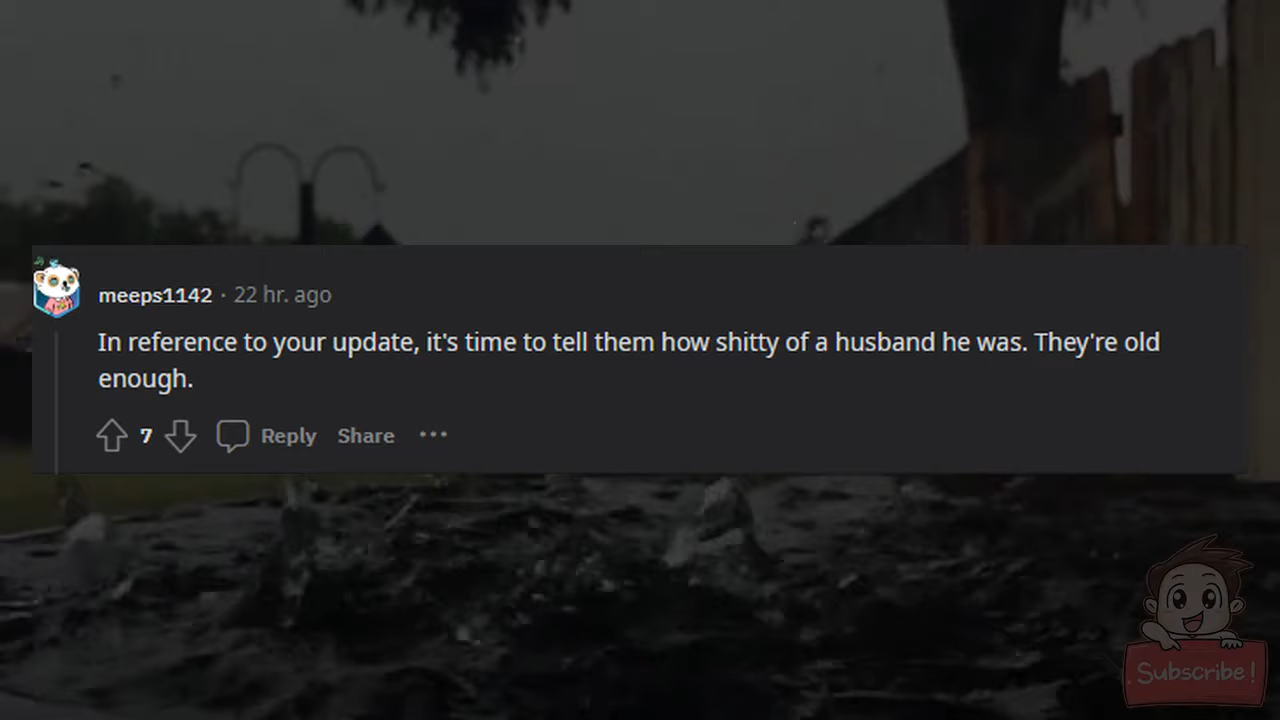 meeps1142 · 22 hr. ago
In reference to your update, it's time to tell them how shitty of a husband he was. They're old
enough.
7 Reply Share ···
Subscribe!